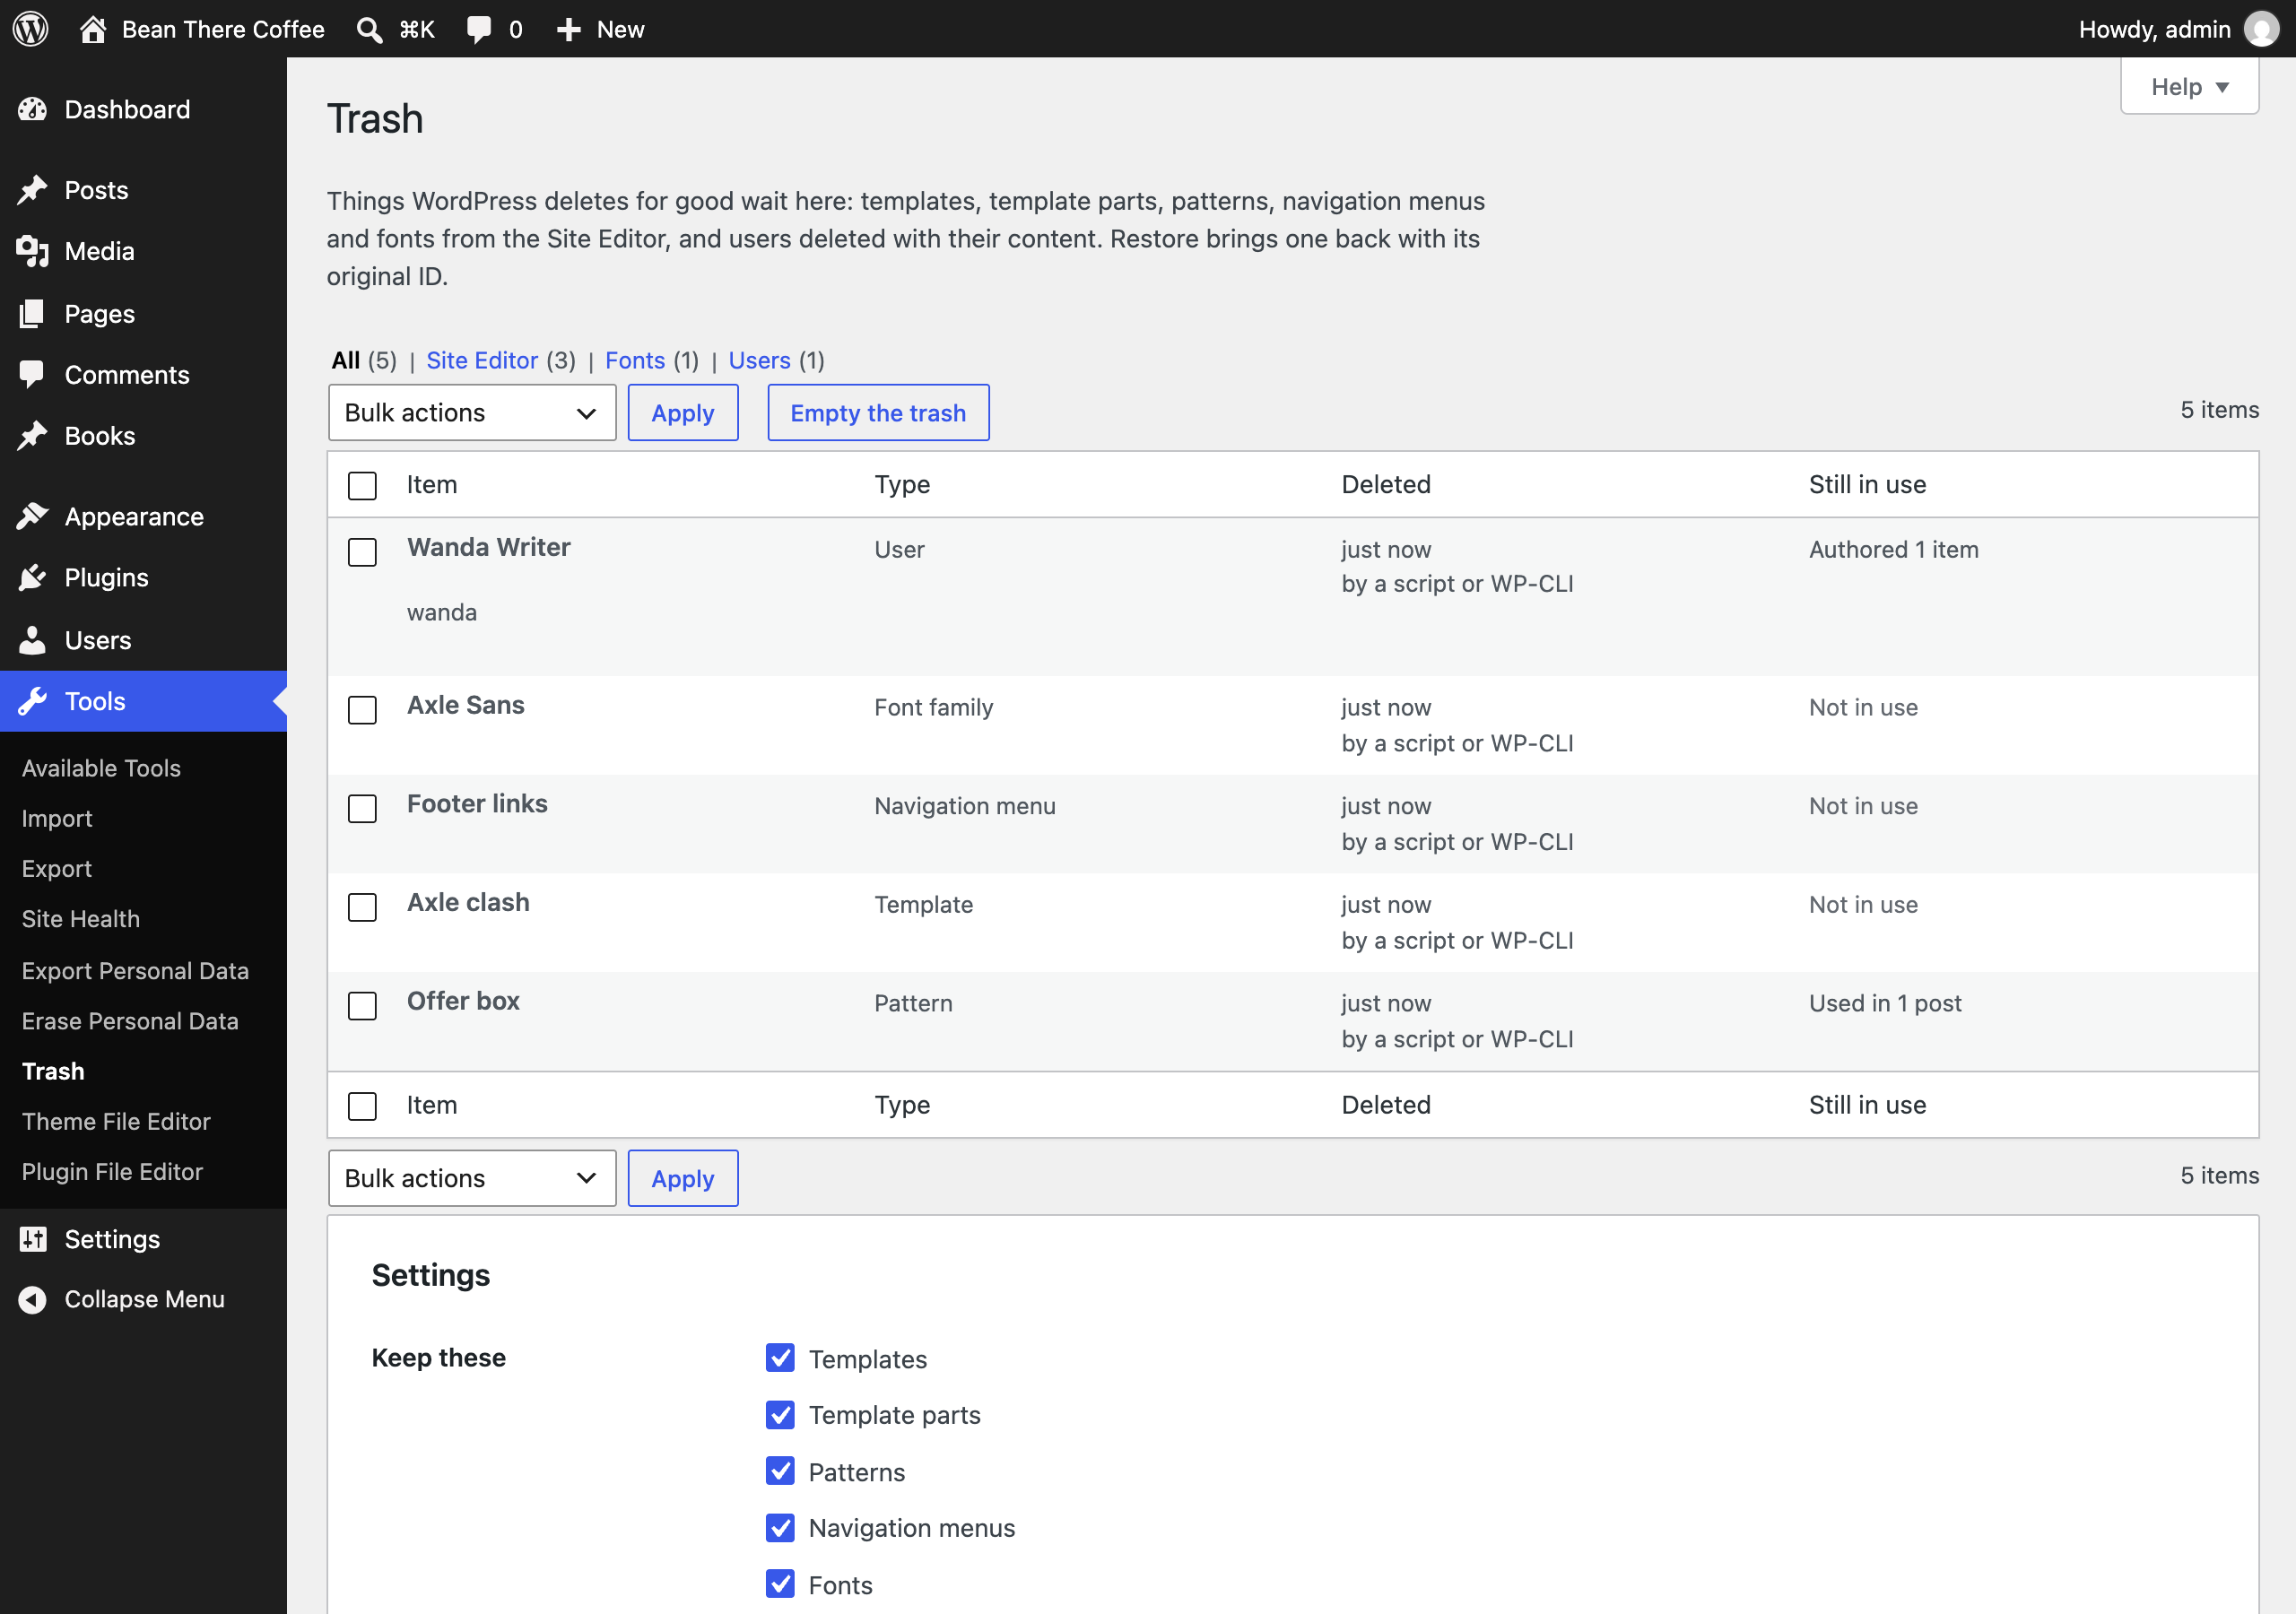 Bean There Coffee ⌘K 0 New Howdy, admin
Dashboard
Posts
Media
Pages
Comments
Books
Appearance
Plugins
Users
Tools
Available Tools
Import
Export
Site Health
Export Personal Data
Erase Personal Data
Trash
Theme File Editor
Plugin File Editor
Settings
Collapse Menu
Help
Trash
Things WordPress deletes for good wait here: templates, template parts, patterns, navigation menus
and fonts from the Site Editor, and users deleted with their content. Restore brings one back with its
original ID.
All (5) | Site Editor (3) | Fonts (1) | Users (1)
Bulk actions Apply Empty the trash 5 items
Item Type Deleted Still in use
Wanda Writer User just now Authored 1 item
by a script or WP-CLI
wanda
Axle Sans Font family just now Not in use
by a script or WP-CLI
Footer links Navigation menu just now Not in use
by a script or WP-CLI
Axle clash Template just now Not in use
by a script or WP-CLI
Offer box Pattern just now Used in 1 post
by a script or WP-CLI
Item Type Deleted Still in use
Bulk actions Apply 5 items
Settings
Keep these Templates
Template parts
Patterns
Navigation menus
Fonts